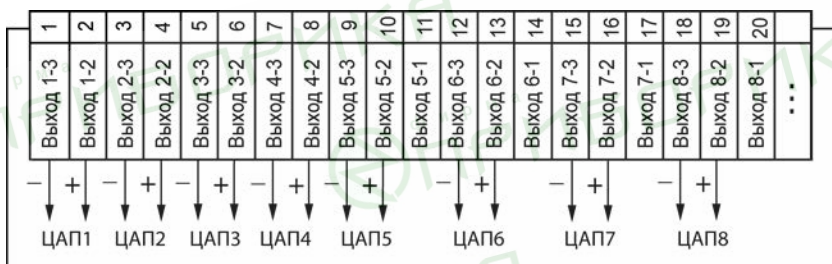 1 2 3 4 5 6 7 8 9 10 11 12 13 14 15 16 17 18 19 20
Выход 1-3
Выход 1-2
Выход 2-3
Выход 2-2
Выход 3-3
Выход 3-2
Выход 4-3
Выход 4-2
Выход 5-3
Выход 5-2
Выход 5-1
Выход 6-3
Выход 6-2
Выход 6-1
Выход 7-3
Выход 7-2
Выход 7-1
Выход 8-3
Выход 8-2
Выход 8-1
...
− + − + − + − + − + − + − + − +
ЦАП1 ЦАП2 ЦАП3 ЦАП4 ЦАП5 ЦАП6 ЦАП7 ЦАП8
ПРИБОРИКА
ПРИБОРИКА